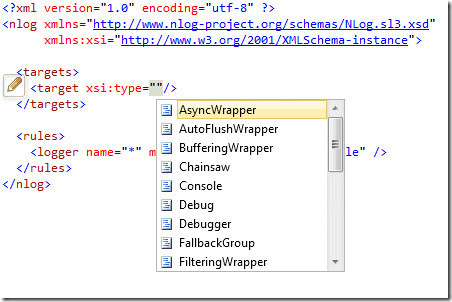 <?xml version="1.0" encoding="utf-8" ?>
<nlog xmlns="http://www.nlog-project.org/schemas/NLog.sl3.xsd"
xmlns:xsi="http://www.w3.org/2001/XMLSchema-instance">
<targets>
<target xsi:type=""/>
</targets>
AsyncWrapper
AutoFlushWrapper
BufferingWrapper
Chainsaw
Console
Debug
Debugger
FallbackGroup
FilteringWrapper
<rules>
<logger name="*" m le" />
</rules>
</nlog>